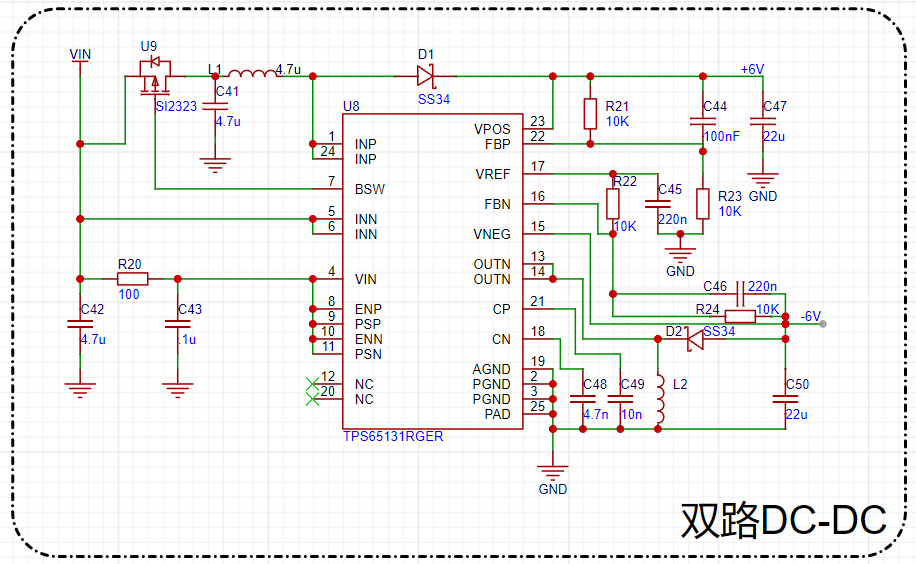 VIN
U9
SI2323
L1
4.7u
C41
4.7u
D1
SS34
+6V
U8
R21
10K
C44
100nF
C47
22u
GND
1
INP
24
INP
7
BSW
5
INN
6
INN
4
VIN
8
ENP
9
PSP
10
ENN
11
PSN
12
NC
20
NC
VPOS
23
FBP
22
VREF
17
FBN
16
VNEG
15
OUTN
13
OUTN
14
CP
21
CN
18
AGND
19
PGND
2
PGND
3
PAD
25
TPS65131RGER
R22
10K
C45
220n
R23
10K
GND
R20
100
C42
4.7u
C43
.1u
C46
220n
R24
10K
-6V
D2
SS34
C48
4.7n
C49
10n
L2
C50
22u
GND
双路DC-DC